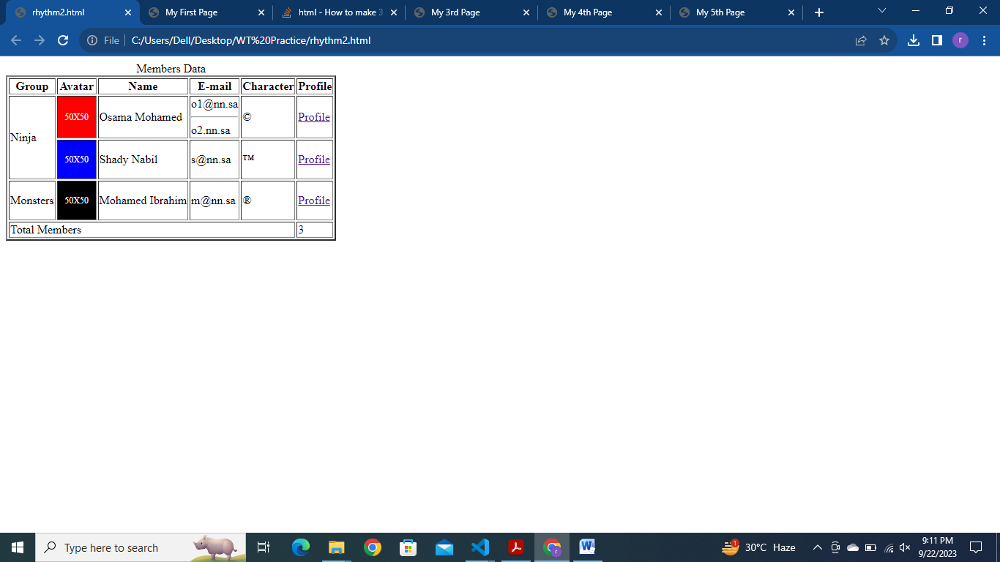 rhythm2.html
My First Page
html - How to make 3
My 3rd Page
My 4th Page
My 5th Page
File
C:/Users/Dell/Desktop/WT%20Practice/rhythm2.html
r
Members Data
Group Avatar Name E-mail Character Profile
Ninja
50X50 Osama Mohamed
o1@nn.sa
o2.nn.sa
© Profile
50X50 Shady Nabil s@nn.sa ™ Profile
Monsters 50X50 Mohamed Ibrahim m@nn.sa ® Profile
Total Members 3
Type here to search
r
W
1
30°C Haze
9:11 PM
9/22/2023